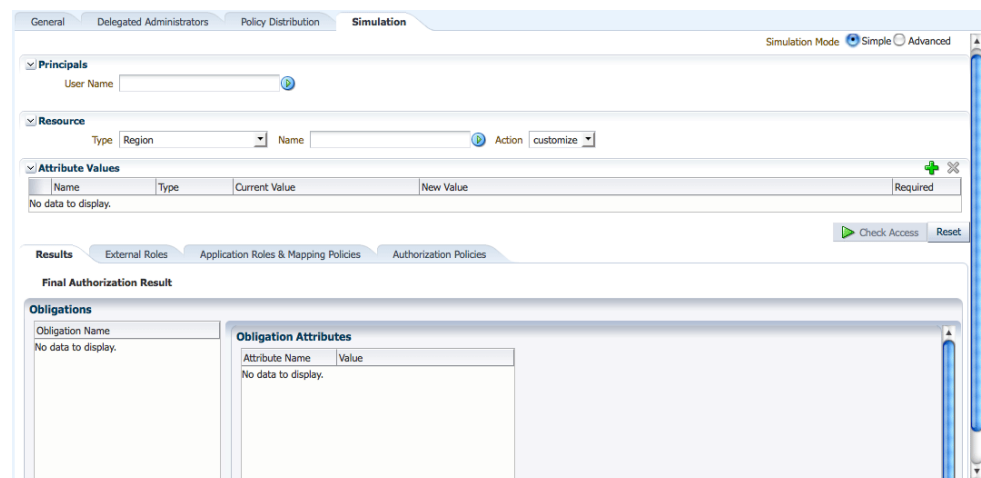 General Delegated Administrators Policy Distribution Simulation
Simulation Mode Simple Advanced
Principals
User Name
Resource
Type Region Name Action customize
Attribute Values
Name Type Current Value New Value Required
No data to display.
Check Access Reset
Results External Roles Application Roles & Mapping Policies Authorization Policies
Final Authorization Result
Obligations
Obligation Name
No data to display.
Obligation Attributes
Attribute Name Value
No data to display.